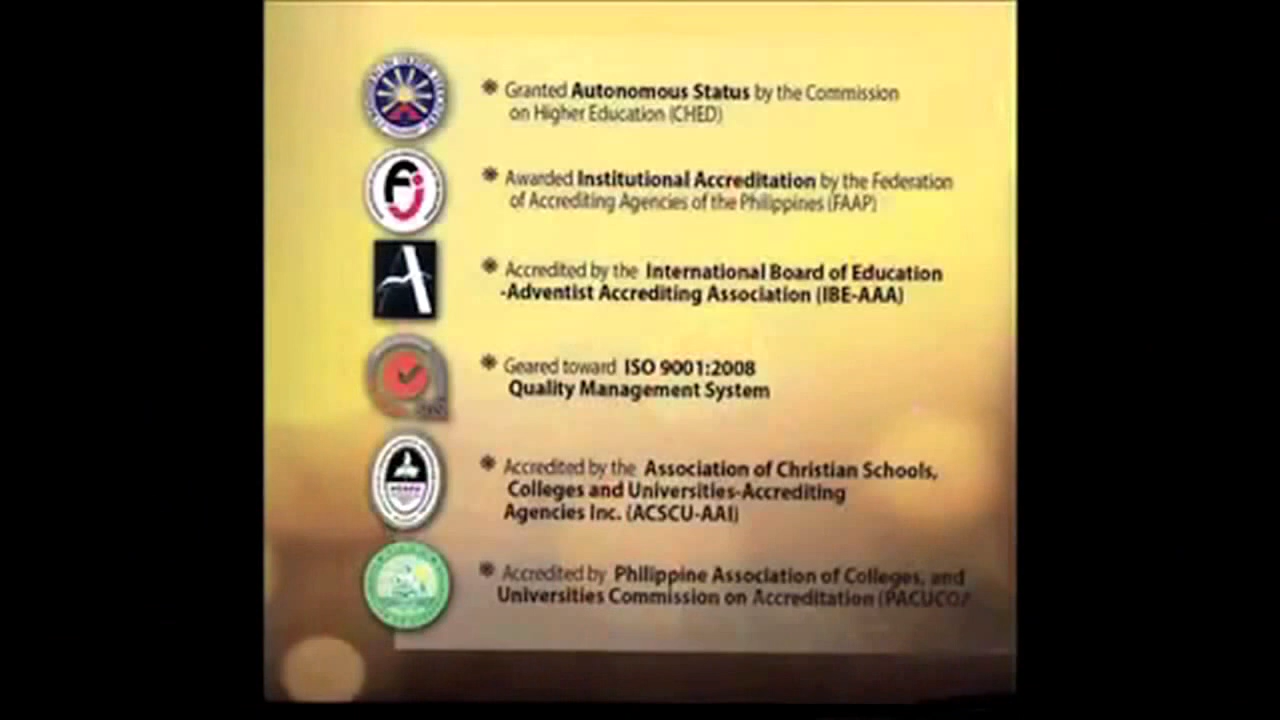 Granted Autonomous Status by the Commission
on Higher Education (CHED)
Awarded Institutional Accreditation by the Federation
of Accrediting Agencies of the Philippines (FAAP)
Accredited by the International Board of Education
-Adventist Accrediting Association (IBE-AAA)
Geared toward ISO 9001:2008
Quality Management System
Accredited by the Association of Christian Schools,
Colleges and Universities-Accrediting
Agencies Inc. (ACSCU-AAI)
Accredited by Philippine Association of Colleges, and
Universities Commission on Accreditation (PACUCOA